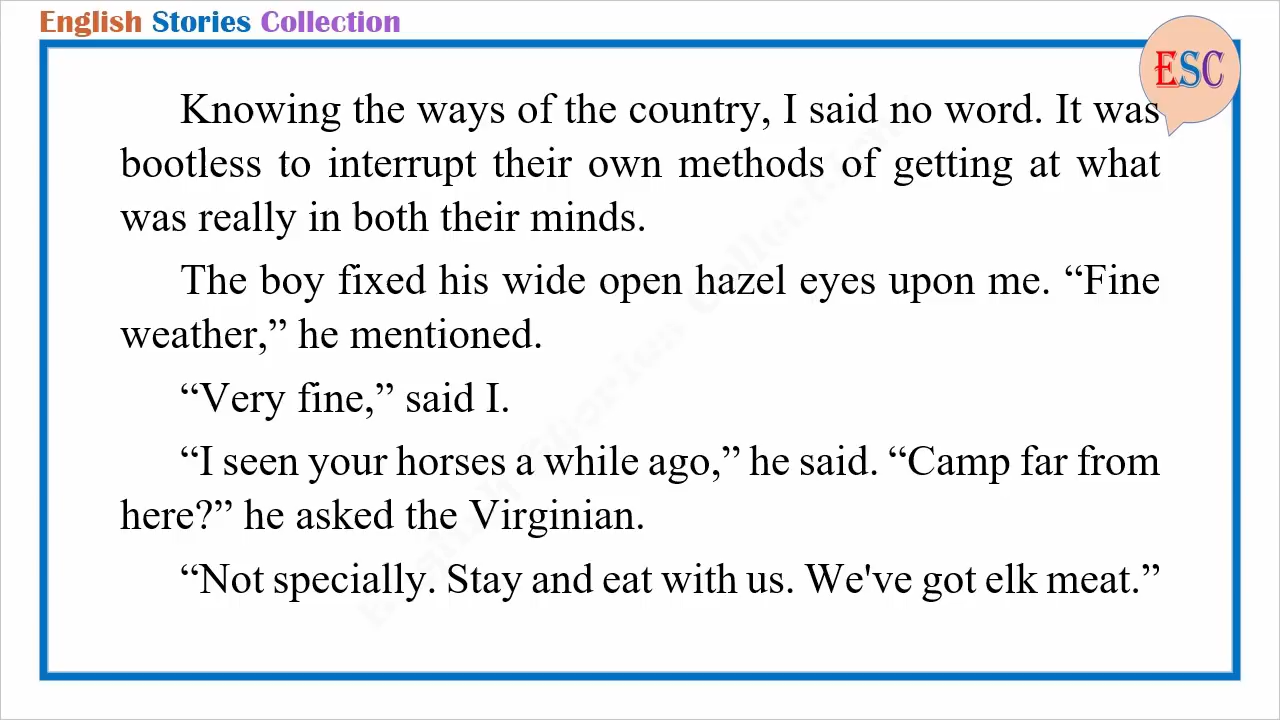 English Stories Collection
ESC
Knowing the ways of the country, I said no word. It was
bootless to interrupt their own methods of getting at what
was really in both their minds.
The boy fixed his wide open hazel eyes upon me. “Fine
weather,” he mentioned.
“Very fine,” said I.
“I seen your horses a while ago,” he said. “Camp far from
here?” he asked the Virginian.
“Not specially. Stay and eat with us. We've got elk meat.”
English Stories Collection